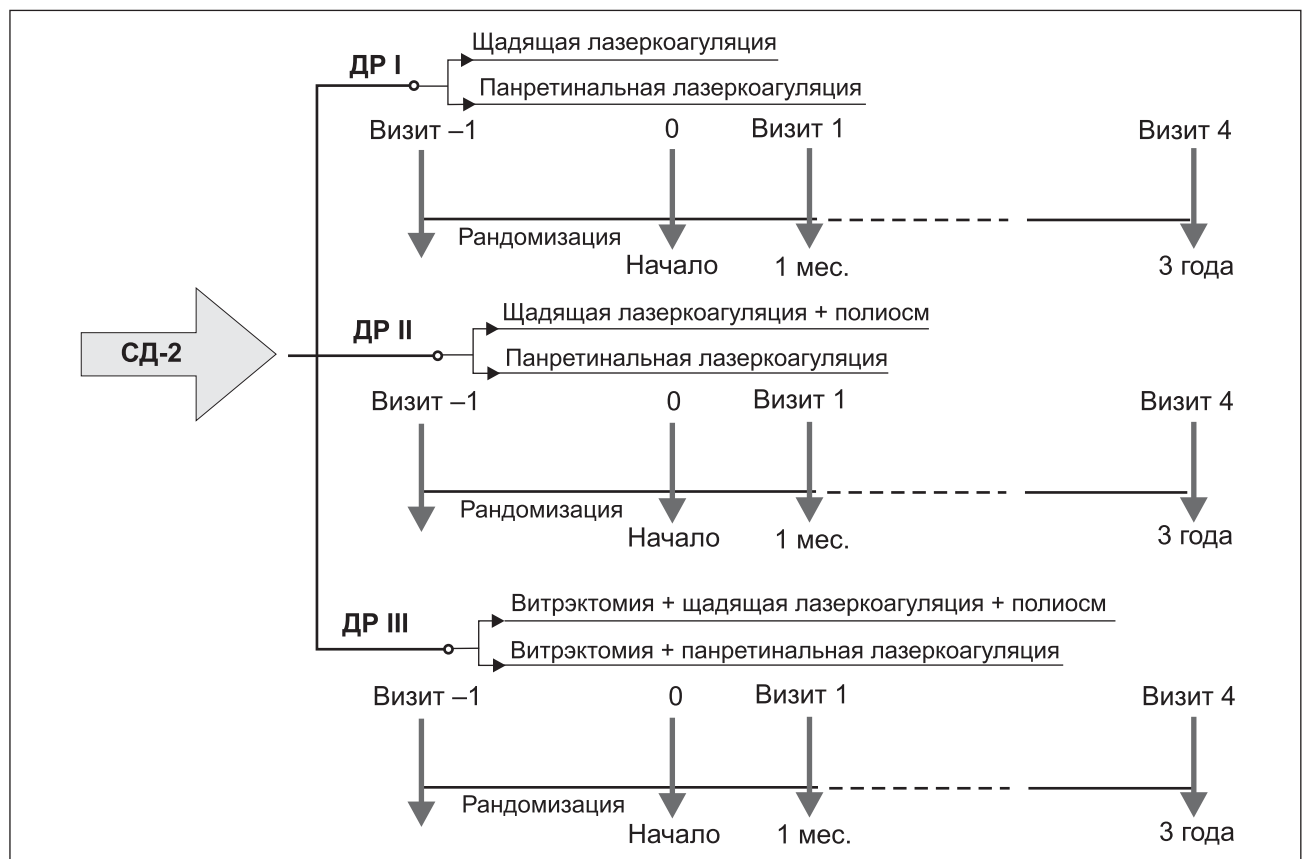 Щадящая лазеркоагуляция
ДР I
Панретинальная лазеркоагуляция
Визит –1 0 Визит 1 Визит 4
Рандомизация
Начало 1 мес. 3 года
Щадящая лазеркоагуляция + полиосм
ДР II
СД-2
Панретинальная лазеркоагуляция
Визит –1 0 Визит 1 Визит 4
Рандомизация
Начало 1 мес. 3 года
Витрэктомия + щадящая лазеркоагуляция + полиосм
ДР III
Витрэктомия + панретинальная лазеркоагуляция
Визит –1 0 Визит 1 Визит 4
Рандомизация
Начало 1 мес. 3 года